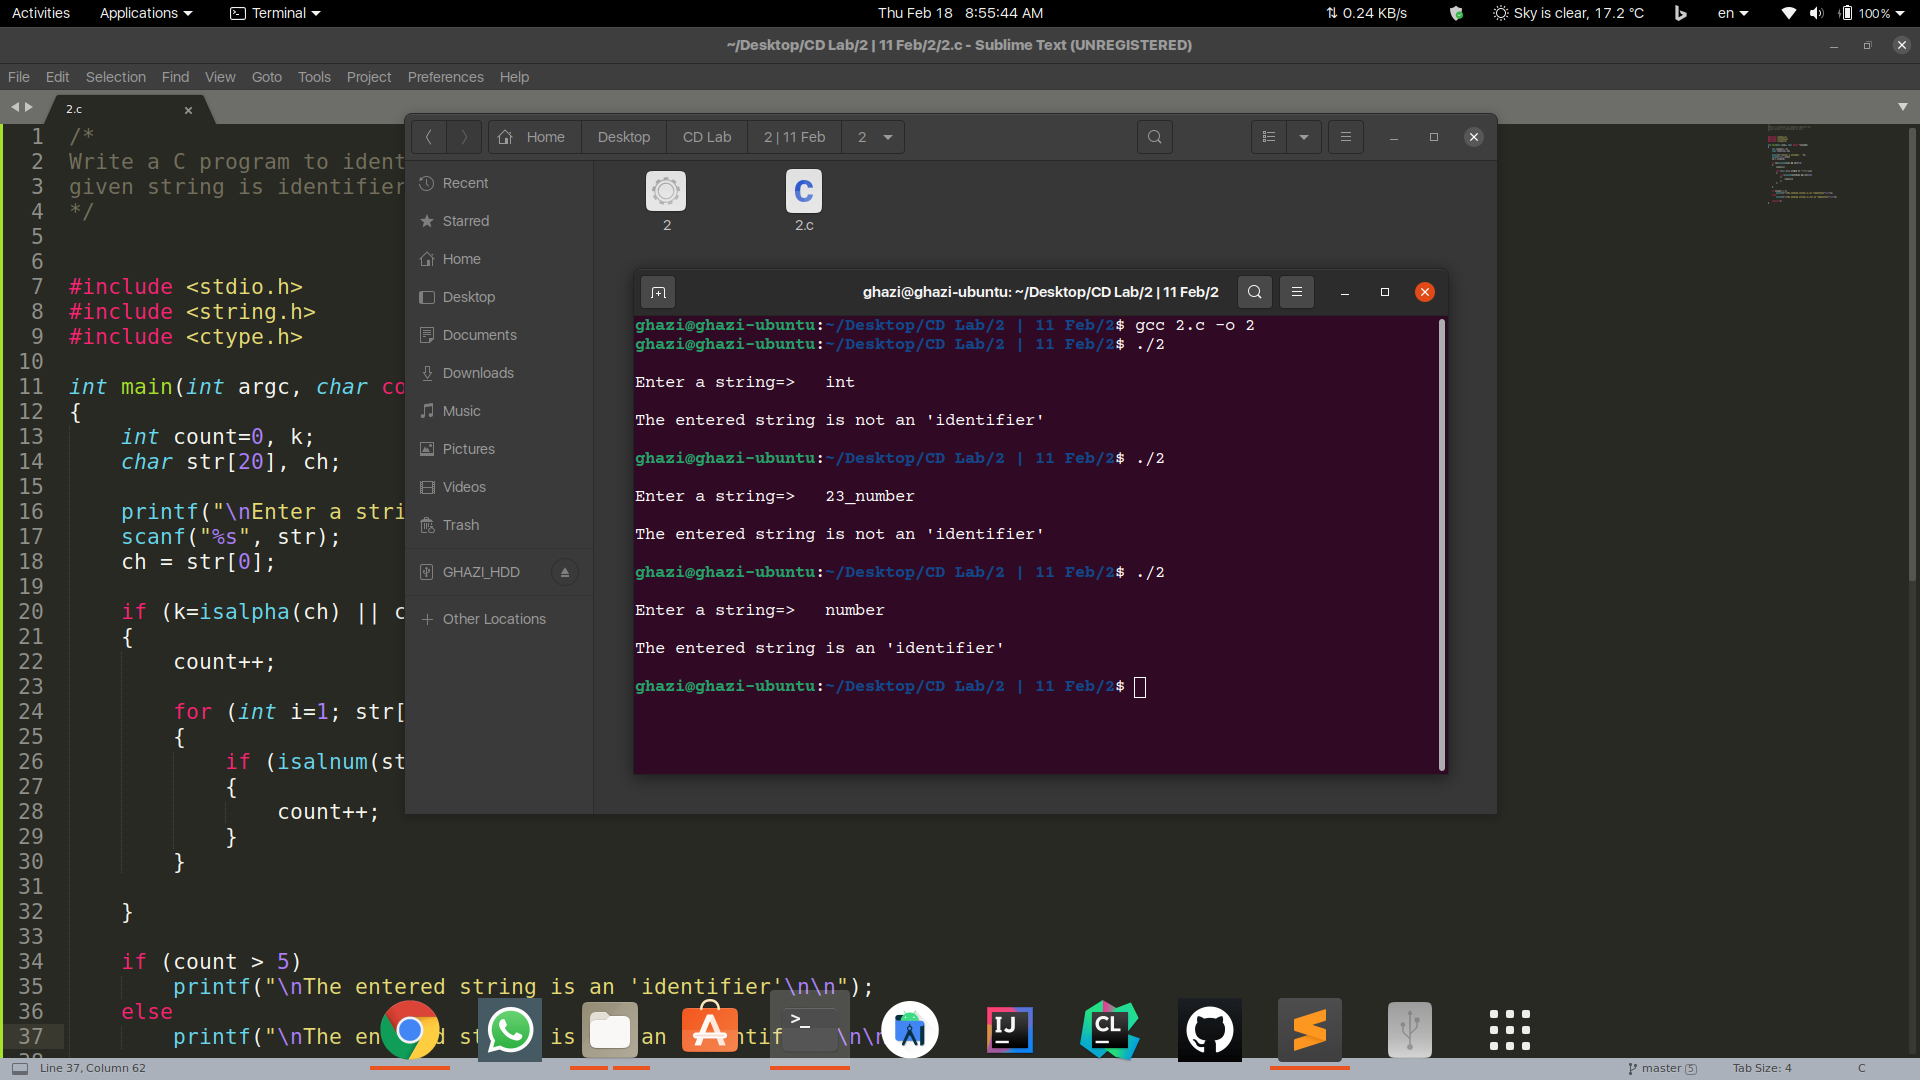 Activities Applications Terminal Thu Feb 18 8:55:44 AM 0.24 KB/s Sky is clear, 17.2 °C en 100%
~/Desktop/CD Lab/2 | 11 Feb/2/2.c - Sublime Text (UNREGISTERED)
File Edit Selection Find View Goto Tools Project Preferences Help
2.c
1 /*
2 Write a C program to ident
3 given string is identifier
4 */
5
6
7 #include <stdio.h>
8 #include <string.h>
9 #include <ctype.h>
10
11 int main(int argc, char co
12 {
13 int count=0, k;
14 char str[20], ch;
15
16 printf("\nEnter a stri
17 scanf("%s", str);
18 ch = str[0];
19
20 if (k=isalpha(ch) || c
21 {
22 count++;
23
24 for (int i=1; str[
25 {
26 if (isalnum(st
27 {
28 count++;
29 }
30 }
31
32 }
33
34 if (count > 5)
35 printf("\nThe entered string is an 'identifier'\n\n");
36 else
37 printf("\nThe en st is an ntif \n\n
38
Home Desktop CD Lab 2 | 11 Feb 2
Recent
Starred
Home
Desktop
Documents
Downloads
Music
Pictures
Videos
Trash
GHAZI_HDD
Other Locations
2 2.c
ghazi@ghazi-ubuntu: ~/Desktop/CD Lab/2 | 11 Feb/2
ghazi@ghazi-ubuntu:~/Desktop/CD Lab/2 | 11 Feb/2$ gcc 2.c -o 2
ghazi@ghazi-ubuntu:~/Desktop/CD Lab/2 | 11 Feb/2$ ./2
Enter a string=> int
The entered string is not an 'identifier'
ghazi@ghazi-ubuntu:~/Desktop/CD Lab/2 | 11 Feb/2$ ./2
Enter a string=> 23_number
The entered string is not an 'identifier'
ghazi@ghazi-ubuntu:~/Desktop/CD Lab/2 | 11 Feb/2$ ./2
Enter a string=> number
The entered string is an 'identifier'
ghazi@ghazi-ubuntu:~/Desktop/CD Lab/2 | 11 Feb/2$
>_ IJ CL
Line 37, Column 62 master 5 Tab Size: 4 C